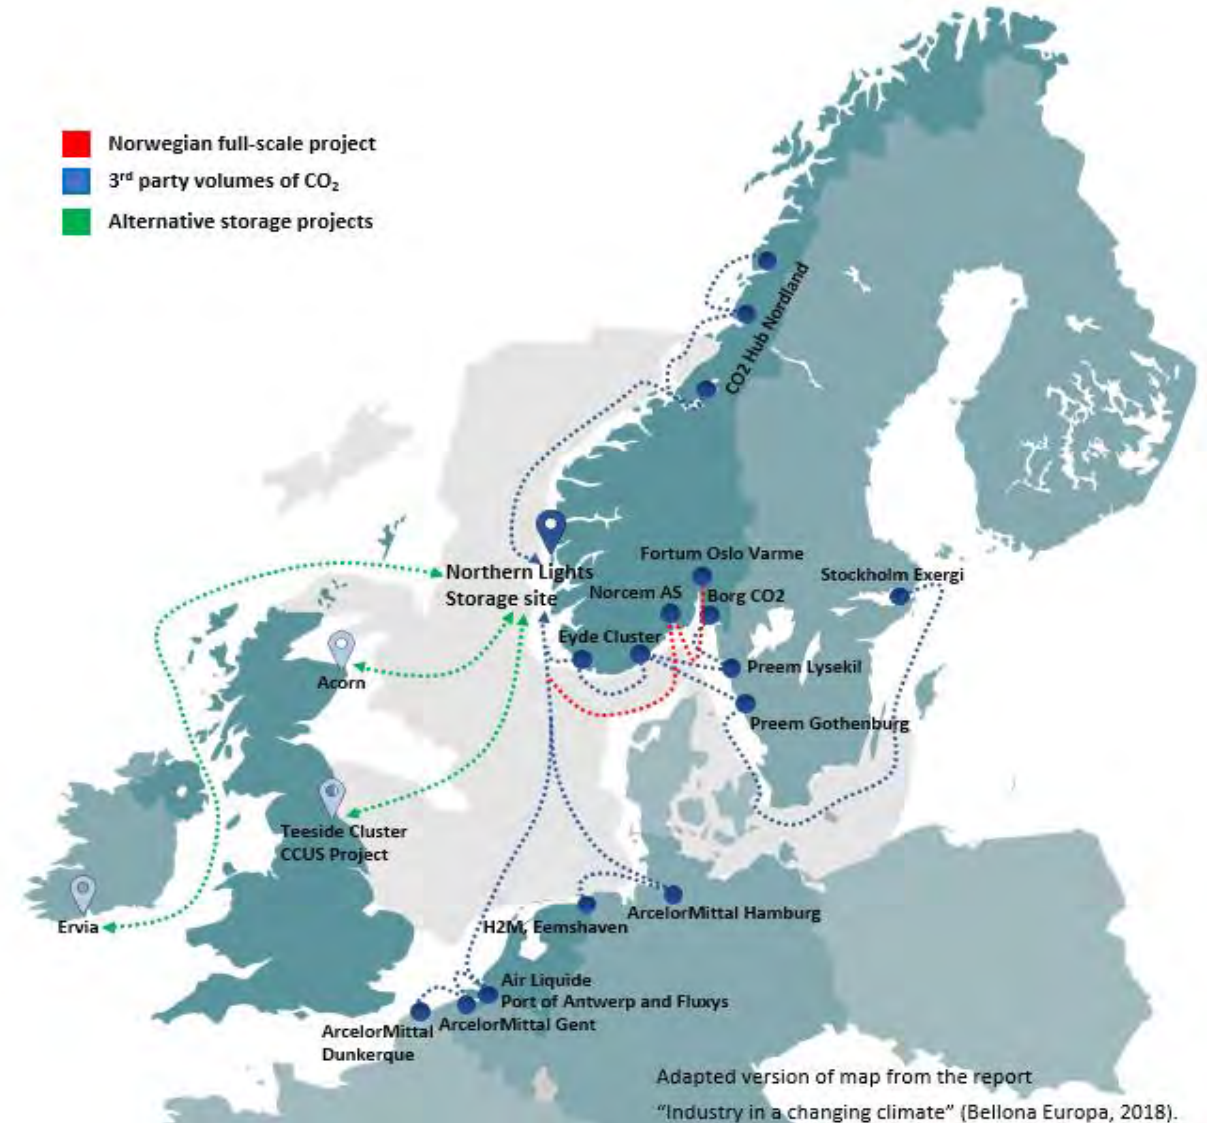 Norwegian full-scale project
3rd party volumes of CO2
Alternative storage projects
CO2 Hub Nordland
Fortum Oslo Varme
Stockholm Exergi
Northern Lights
Storage site
Norcem AS
Borg CO2
Eyde Cluster
Preem Lysekil
Acorn
Preem Gothenburg
Teeside Cluster
CCUS Project
Ervia
ArcelorMittal Hamburg
H2M, Eemshaven
Air Liquide
Port of Antwerp and Fluxys
ArcelorMittal Gent
ArcelorMittal
Dunkerque
Adapted version of map from the report
“Industry in a changing climate” (Bellona Europa, 2018).